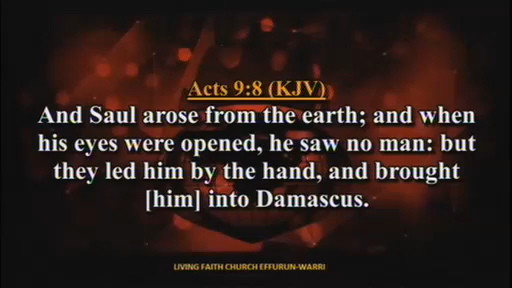 Acts 9:8 (KJV)
And Saul arose from the earth; and when
his eyes were opened, he saw no man: but
they led him by the hand, and brought
[him] into Damascus.
LIVING FAITH CHURCH EFFURUN-WARRI